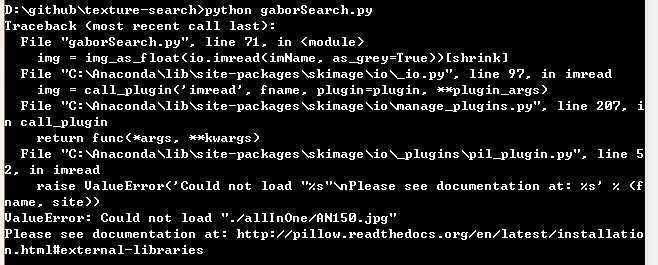 D:\github\texture-search>python gaborSearch.py
Traceback (most recent call last):
  File "gaborSearch.py", line 71, in <module>
    img = img_as_float(io.imread(imName, as_grey=True))[shrink]
  File "C:\Anaconda\lib\site-packages\skimage\io\_io.py", line 97, in imread
    img = call_plugin('imread', fname, plugin=plugin, **plugin_args)
  File "C:\Anaconda\lib\site-packages\skimage\io\manage_plugins.py", line 207, i
n call_plugin
    return func(*args, **kwargs)
  File "C:\Anaconda\lib\site-packages\skimage\io\_plugins\pil_plugin.py", line 5
2, in imread
    raise ValueError('Could not load "%s"\nPlease see documentation at: %s' % (f
name, site))
ValueError: Could not load "./allInOne/AN150.jpg"
Please see documentation at: http://pillow.readthedocs.org/en/latest/installatio
n.html#external-libraries